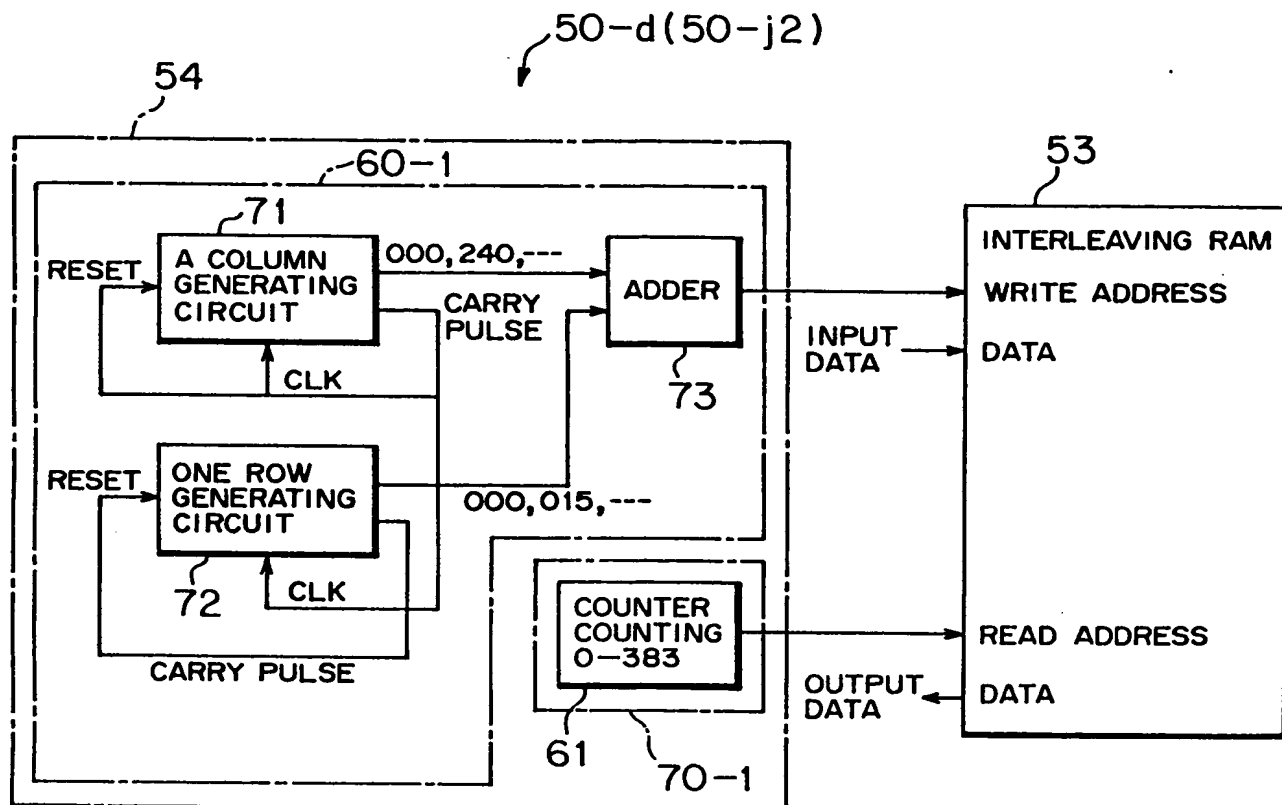 50-d(50-j2)
54
60-1
53
71
RESET
A COLUMN
GENERATING
CIRCUIT
000,240,---
CARRY
PULSE
CLK
ADDER
73
INTERLEAVING RAM
WRITE ADDRESS
INPUT
DATA
DATA
RESET
ONE ROW
GENERATING
CIRCUIT
000,015,---
72
CLK
CARRY PULSE
COUNTER
COUNTING
0-383
61
70-1
READ ADDRESS
OUTPUT
DATA
DATA